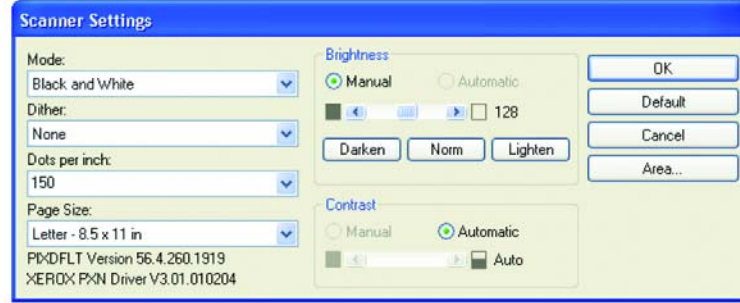 Scanner Settings
Mode:
Black and White
Dither:
None
Dots per inch:
150
Page Size:
Letter - 8.5 x 11 in
PIXDFLT Version 56.4.260.1919
XEROX PXN Driver V3.01.010204
Brightness
Manual
Automatic
128
Darken
Norm
Lighten
Contrast
Manual
Automatic
Auto
OK
Default
Cancel
Area...